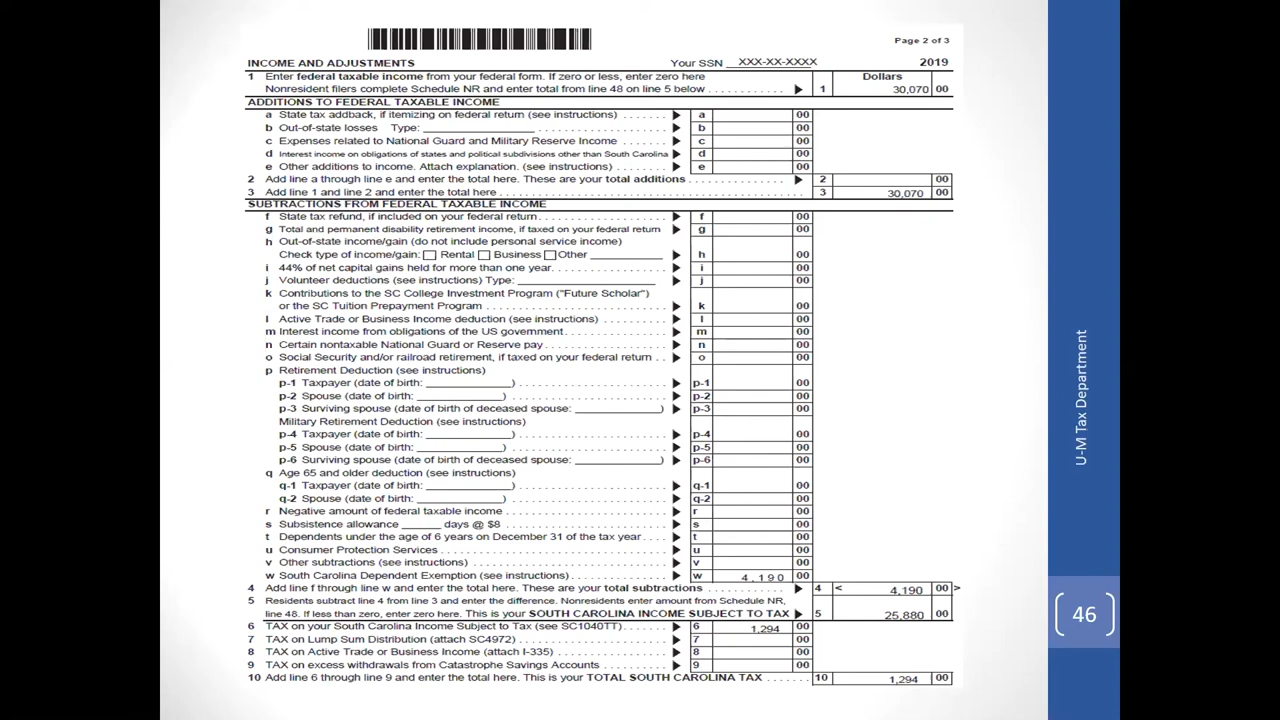 Page 2 of 3
INCOME AND ADJUSTMENTS Your SSN XXX-XX-XXXX 2019
1 Enter federal taxable income from your federal form. If zero or less, enter zero here Dollars
Nonresident filers complete Schedule NR and enter total from line 48 on line 5 below 1 30,070 00
ADDITIONS TO FEDERAL TAXABLE INCOME
a State tax addback, if itemizing on federal return (see instructions) a 00
b Out-of-state losses Type: b 00
c Expenses related to National Guard and Military Reserve Income c 00
d Interest income on obligations of states and political subdivisions other than South Carolina d 00
e Other additions to income. Attach explanation. (see instructions) e 00
2 Add line a through line e and enter the total here. These are your total additions 2 00
3 Add line 1 and line 2 and enter the total here 3 30,070 00
SUBTRACTIONS FROM FEDERAL TAXABLE INCOME
f State tax refund, if included on your federal return f 00
g Total and permanent disability retirement income, if taxed on your federal return g 00
h Out-of-state income/gain (do not include personal service income)
Check type of income/gain: Rental Business Other h 00
i 44% of net capital gains held for more than one year i 00
j Volunteer deductions (see instructions) Type: j 00
k Contributions to the SC College Investment Program ("Future Scholar")
or the SC Tuition Prepayment Program k 00
l Active Trade or Business Income deduction (see instructions) l 00
m Interest income from obligations of the US government m 00
n Certain nontaxable National Guard or Reserve pay n 00
o Social Security and/or railroad retirement, if taxed on your federal return o 00
p Retirement Deduction (see instructions)
p-1 Taxpayer (date of birth: ) p-1 00
p-2 Spouse (date of birth: ) p-2 00
p-3 Surviving spouse (date of birth of deceased spouse: ) p-3 00
Military Retirement Deduction (see instructions)
p-4 Taxpayer (date of birth: ) p-4 00
p-5 Spouse (date of birth: ) p-5 00
p-6 Surviving spouse (date of birth of deceased spouse: ) p-6 00
q Age 65 and older deduction (see instructions)
q-1 Taxpayer (date of birth: ) q-1 00
q-2 Spouse (date of birth: ) q-2 00
r Negative amount of federal taxable income r 00
s Subsistence allowance days @ $8 s 00
t Dependents under the age of 6 years on December 31 of the tax year t 00
u Consumer Protection Services u 00
v Other subtractions (see instructions) v 00
w South Carolina Dependent Exemption (see instructions) w 4,190 00
4 Add line f through line w and enter the total here. These are your total subtractions 4 < 4,190 00 >
5 Residents subtract line 4 from line 3 and enter the difference. Nonresidents enter amount from Schedule NR,
line 48. If less than zero, enter zero here. This is your SOUTH CAROLINA INCOME SUBJECT TO TAX 5 25,880 00
6 TAX on your South Carolina Income Subject to Tax (see SC1040TT) 6 1,294 00
7 TAX on Lump Sum Distribution (attach SC4972) 7 00
8 TAX on Active Trade or Business Income (attach I-335) 8 00
9 TAX on excess withdrawals from Catastrophe Savings Accounts 9 00
10 Add line 6 through line 9 and enter the total here. This is your TOTAL SOUTH CAROLINA TAX 10 1,294 00
U-M Tax Department
46